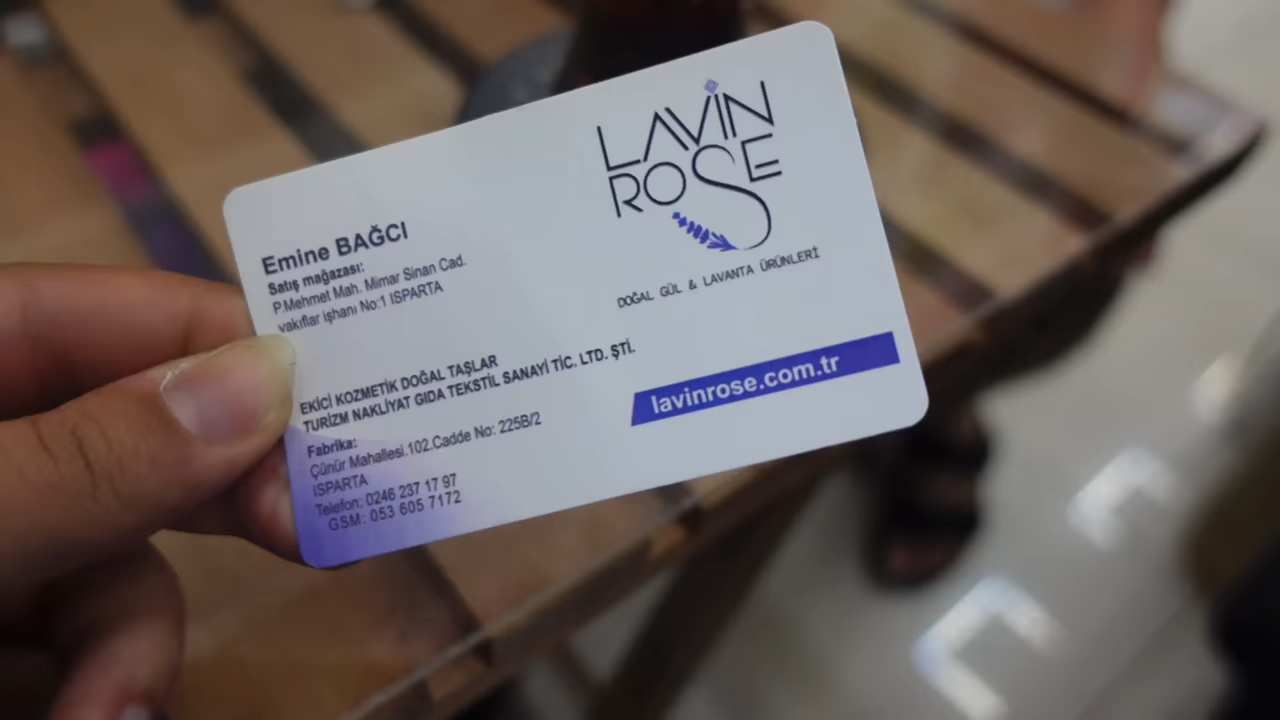 LAVİN
ROSE
DOĞAL GÜL & LAVANTA ÜRÜNLERİ
lavinrose.com.tr
Emine BAĞCI
Satış mağazası:
P.Mehmet Mah. Mimar Sinan Cad.
vakıflar işhanı No:1 ISPARTA
EKİCİ KOZMETİK DOĞAL TAŞLAR
TURİZM NAKLİYAT GIDA TEKSTİL SANAYİ TİC. LTD. ŞTİ.
Fabrika:
Çünür Mahallesi.102.Cadde No: 225B/2
ISPARTA
Telefon: 0246 237 17 97
GSM: 053 605 7172